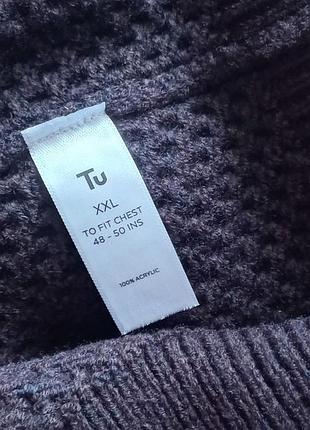 Tu
XXL
TO FIT CHEST
48 - 50 INS
100% ACRYLIC